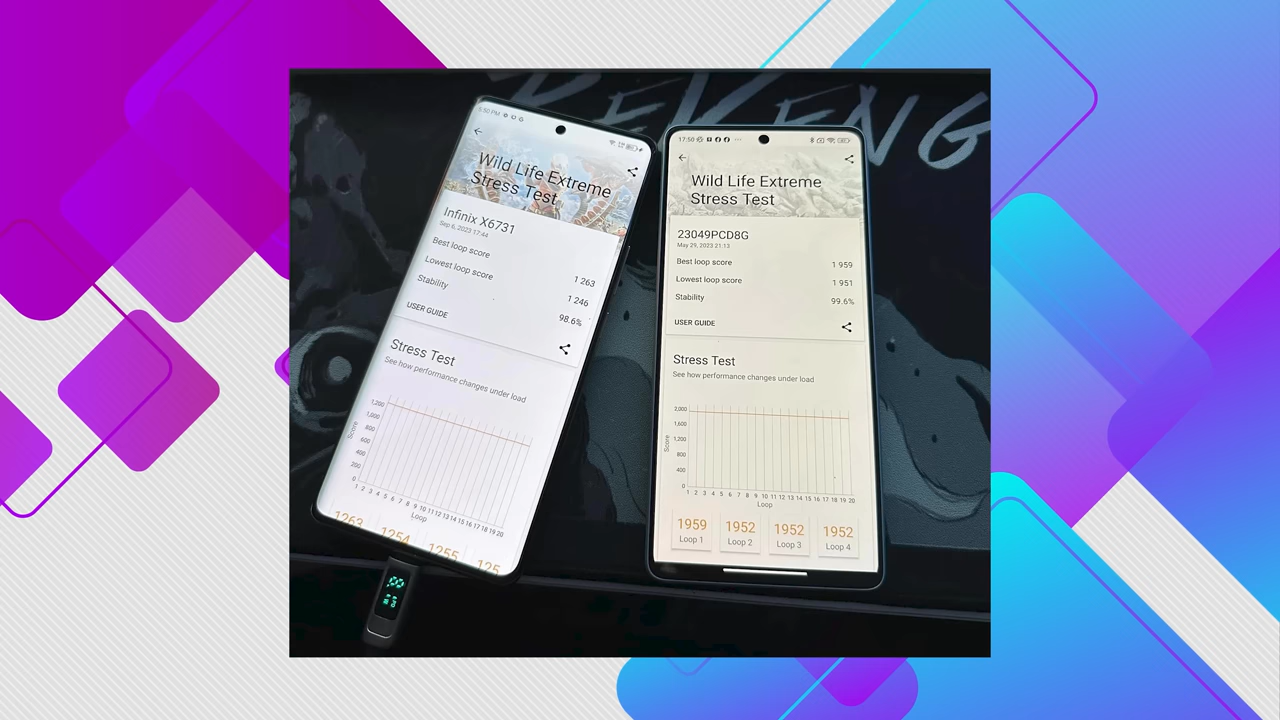 REVENG
5:50 PM
Wild Life Extreme
Stress Test
Infinix X6731
Sep 6, 2023 17:44
Best loop score
1 263
Lowest loop score
1 246
Stability
98.6%
USER GUIDE
Stress Test
See how performance changes under load
Score
1,200
1,000
800
600
400
200
0
1 2 3 4 5 6 7 8 9 10 11 12 13 14 15 16 17 18 19 20
Loop
1263
1254
1255
125
17:50
Wild Life Extreme
Stress Test
23049PCD8G
May 29, 2023 21:13
Best loop score
1 959
Lowest loop score
1 951
Stability
99.6%
USER GUIDE
Stress Test
See how performance changes under load
Score
2,000
1,600
1,200
800
400
0
1 2 3 4 5 6 7 8 9 10 11 12 13 14 15 16 17 18 19 20
Loop
1959
1952
1952
1952
Loop 1
Loop 2
Loop 3
Loop 4